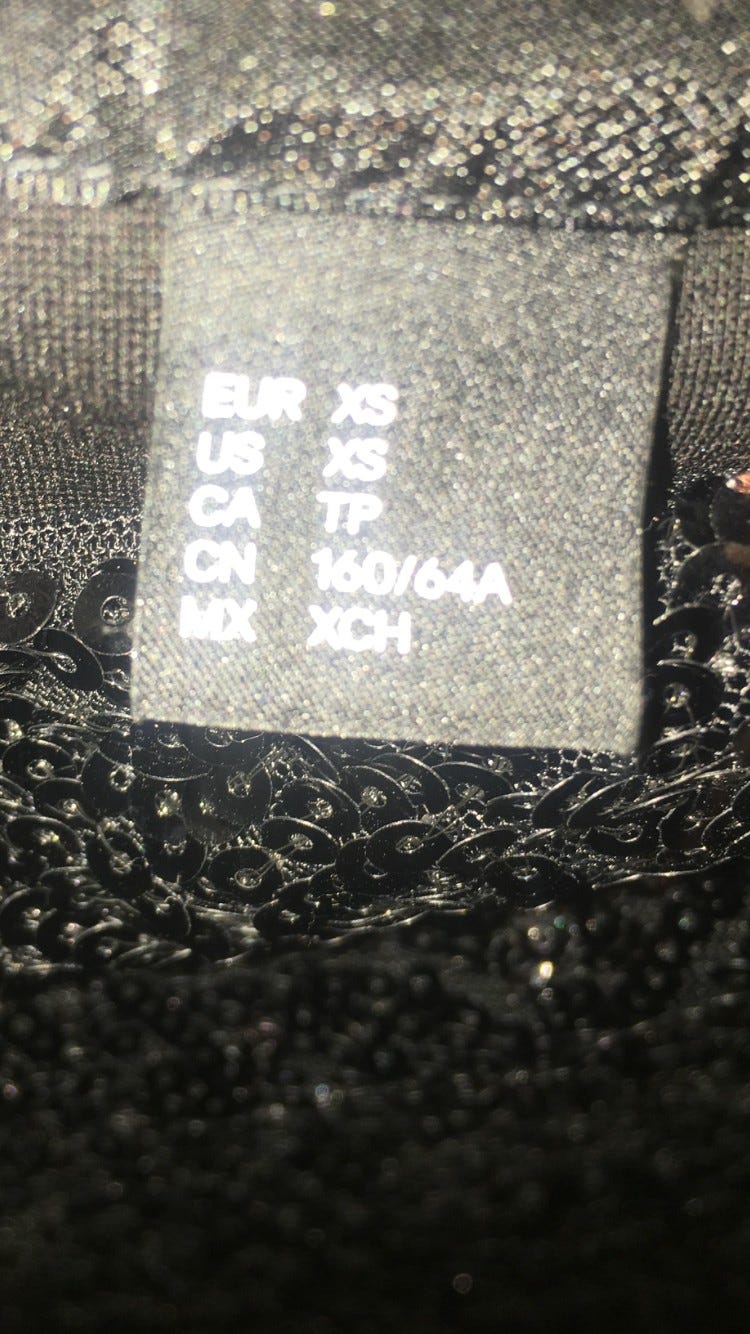 EUR XS
US XS
CA TP
CN 160/64A
MX XCH